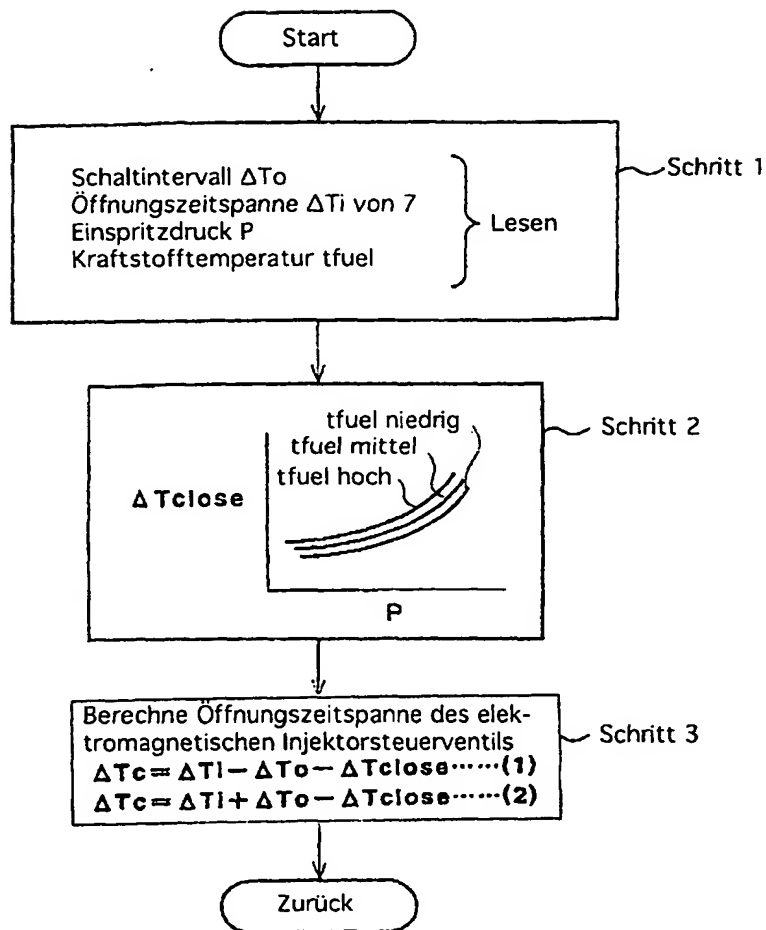 Start
Schaltintervall ΔTo
Öffnungszeitspanne ΔTi von 7
Einspritzdruck P
Kraftstofftemperatur tfuel
Lesen
Schritt 1
tfuel niedrig
tfuel mittel
tfuel hoch
ΔTclose
P
Schritt 2
Berechne Öffnungszeitspanne des elek-
tromagnetischen Injektorsteuerventils
ΔTc = ΔTi − ΔTo − ΔTclose······(1)
ΔTc = ΔTi + ΔTo − ΔTclose······(2)
Schritt 3
Zurück